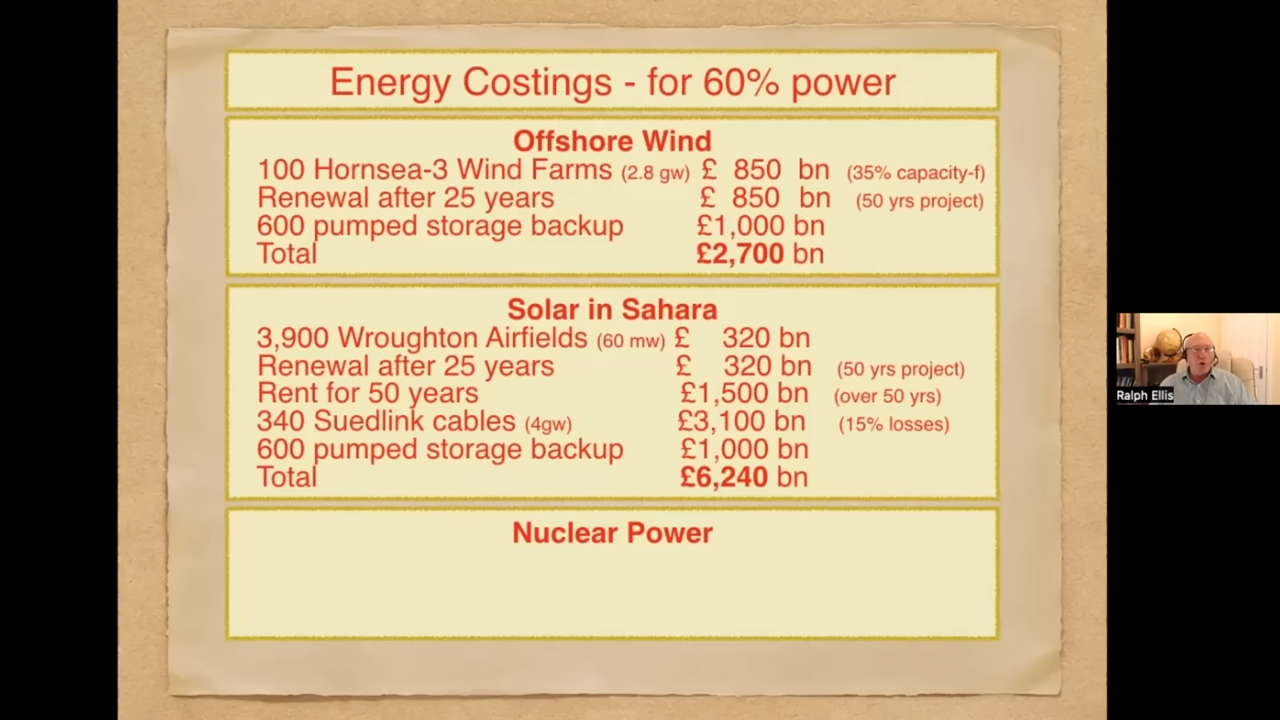 Energy Costings - for 60% power
Offshore Wind
100 Hornsea-3 Wind Farms (2.8 gw) £ 850 bn (35% capacity-f)
Renewal after 25 years £ 850 bn (50 yrs project)
600 pumped storage backup £1,000 bn
Total £2,700 bn
Solar in Sahara
3,900 Wroughton Airfields (60 mw) £ 320 bn
Renewal after 25 years £ 320 bn (50 yrs project)
Rent for 50 years £1,500 bn (over 50 yrs)
340 Suedlink cables (4gw) £3,100 bn (15% losses)
600 pumped storage backup £1,000 bn
Total £6,240 bn
Nuclear Power
Ralph Ellis